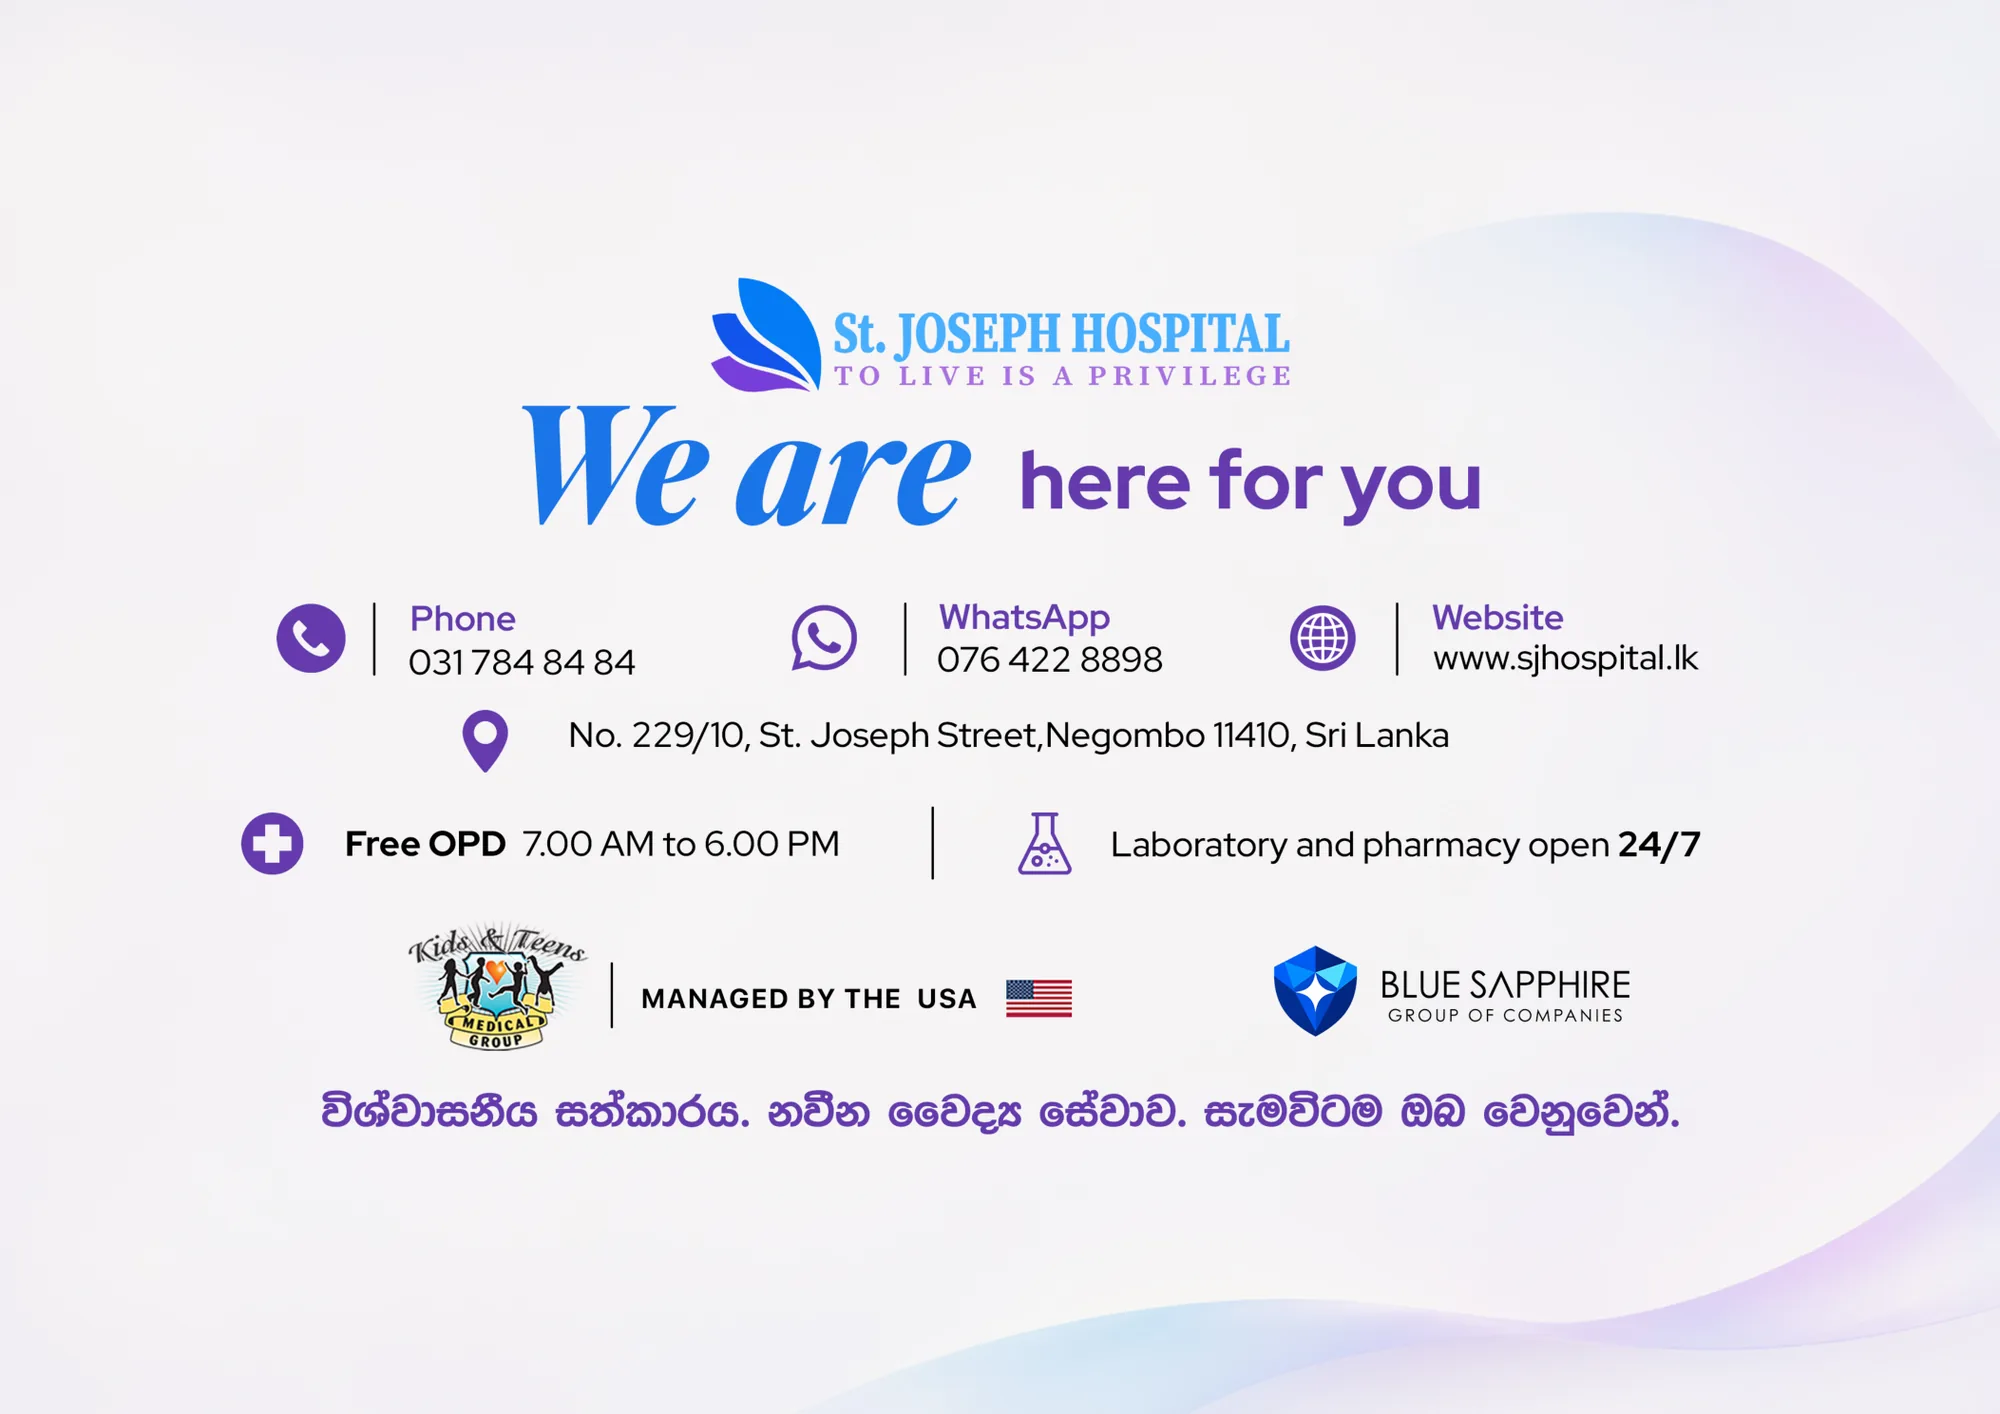 St. JOSEPH HOSPITAL
TO LIVE IS A PRIVILEGE
We are here for you
Phone
031 784 84 84
WhatsApp
076 422 8898
Website
www.sjhospital.lk
No. 229/10, St. Joseph Street,Negombo 11410, Sri Lanka
Free OPD 7.00 AM to 6.00 PM
Laboratory and pharmacy open 24/7
Kids & Teens
MEDICAL
GROUP
MANAGED BY THE USA
BLUE SAPPHIRE
GROUP OF COMPANIES
විශ්වාසනීය සත්කාරය. නවීන වෛද්‍ය සේවාව. සැමවිටම ඔබ වෙනුවෙන්.